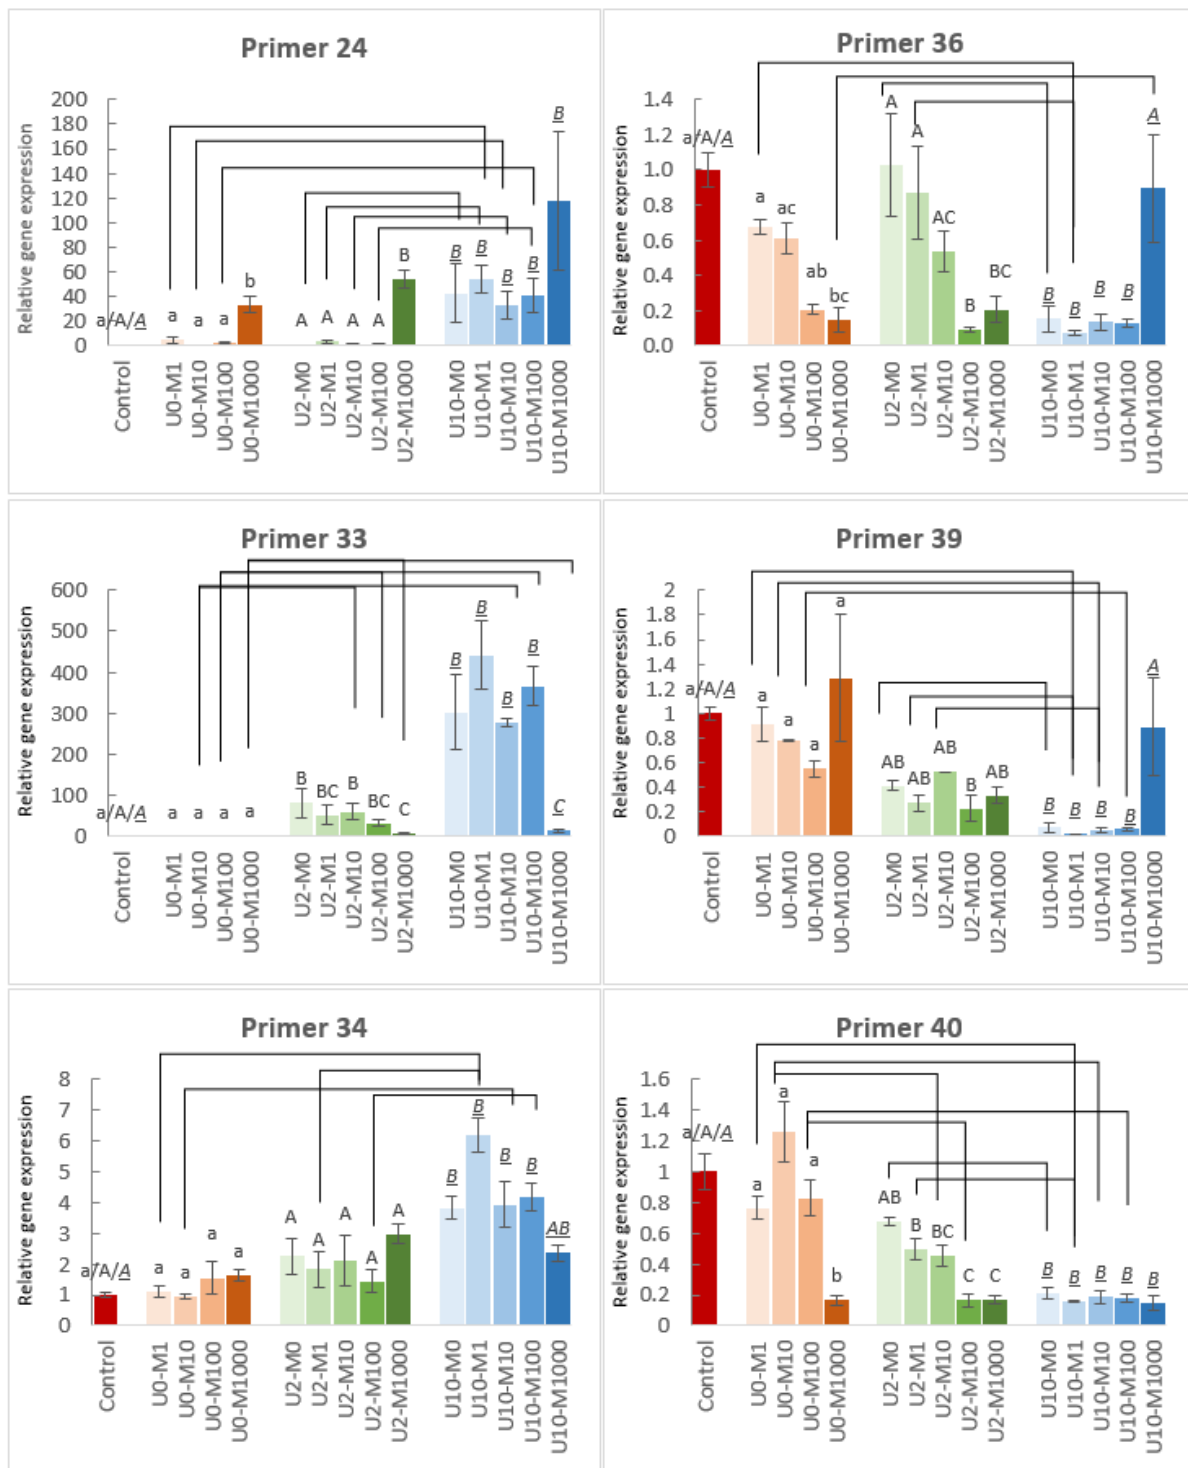 Primer 24
Relative gene expression
200
180
160
140
120
100
80
60
40
20
0
a/A/A
a
a
a
b
A
A
A
A
B
B
B
B
B
B
Control
U0-M1
U0-M10
U0-M100
U0-M1000
U2-M0
U2-M1
U2-M10
U2-M100
U2-M1000
U10-M0
U10-M1
U10-M10
U10-M100
U10-M1000
Primer 36
Relative gene expression
1.4
1.2
1.0
0.8
0.6
0.4
0.2
0.0
a/A/A
a
ac
ab
bc
A
A
AC
B
BC
B
B
B
B
A
Control
U0-M1
U0-M10
U0-M100
U0-M1000
U2-M0
U2-M1
U2-M10
U2-M100
U2-M1000
U10-M0
U10-M1
U10-M10
U10-M100
U10-M1000
Primer 33
Relative gene expression
600
500
400
300
200
100
0
a/A/A
a
a
a
a
B
BC
B
BC
C
B
B
B
B
C
Control
U0-M1
U0-M10
U0-M100
U0-M1000
U2-M0
U2-M1
U2-M10
U2-M100
U2-M1000
U10-M0
U10-M1
U10-M10
U10-M100
U10-M1000
Primer 39
Relative gene expression
2
1.8
1.6
1.4
1.2
1
0.8
0.6
0.4
0.2
0
a/A/A
a
a
a
a
AB
AB
AB
B
AB
B
B
B
B
A
Control
U0-M1
U0-M10
U0-M100
U0-M1000
U2-M0
U2-M1
U2-M10
U2-M100
U2-M1000
U10-M0
U10-M1
U10-M10
U10-M100
U10-M1000
Primer 34
Relative gene expression
8
7
6
5
4
3
2
1
0
a/A/A
a
a
a
a
A
A
A
A
A
B
B
B
B
AB
Control
U0-M1
U0-M10
U0-M100
U0-M1000
U2-M0
U2-M1
U2-M10
U2-M100
U2-M1000
U10-M0
U10-M1
U10-M10
U10-M100
U10-M1000
Primer 40
Relative gene expression
1.6
1.4
1.2
1
0.8
0.6
0.4
0.2
0
a/A/A
a
a
a
b
AB
B
BC
C
C
B
B
B
B
B
Control
U0-M1
U0-M10
U0-M100
U0-M1000
U2-M0
U2-M1
U2-M10
U2-M100
U2-M1000
U10-M0
U10-M1
U10-M10
U10-M100
U10-M1000